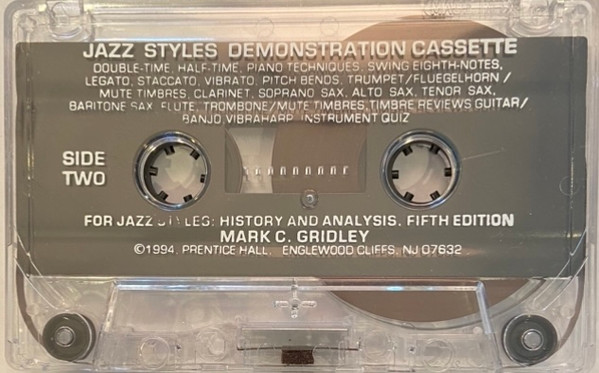 JAZZ STYLES DEMONSTRATION CASSETTE
DOUBLE-TIME, HALF-TIME, PIANO TECHNIQUES, SWING EIGHTH-NOTES,
LEGATO, STACCATO, VIBRATO, PITCH BENDS, TRUMPET/FLUEGELHORN /
MUTE TIMBRES, CLARINET, SOPRANO SAX, ALTO SAX, TENOR SAX,
BARITONE SAX, FLUTE, TROMBONE/MUTE TIMBRES, TIMBRE REVIEWS GUITAR/
BANJO, VIBRAHARP, INSTRUMENT QUIZ
SIDE
TWO
FOR JAZZ STYLES: HISTORY AND ANALYSIS, FIFTH EDITION
MARK C. GRIDLEY
©1994, PRENTICE HALL, ENGLEWOOD CLIFFS, NJ 07632